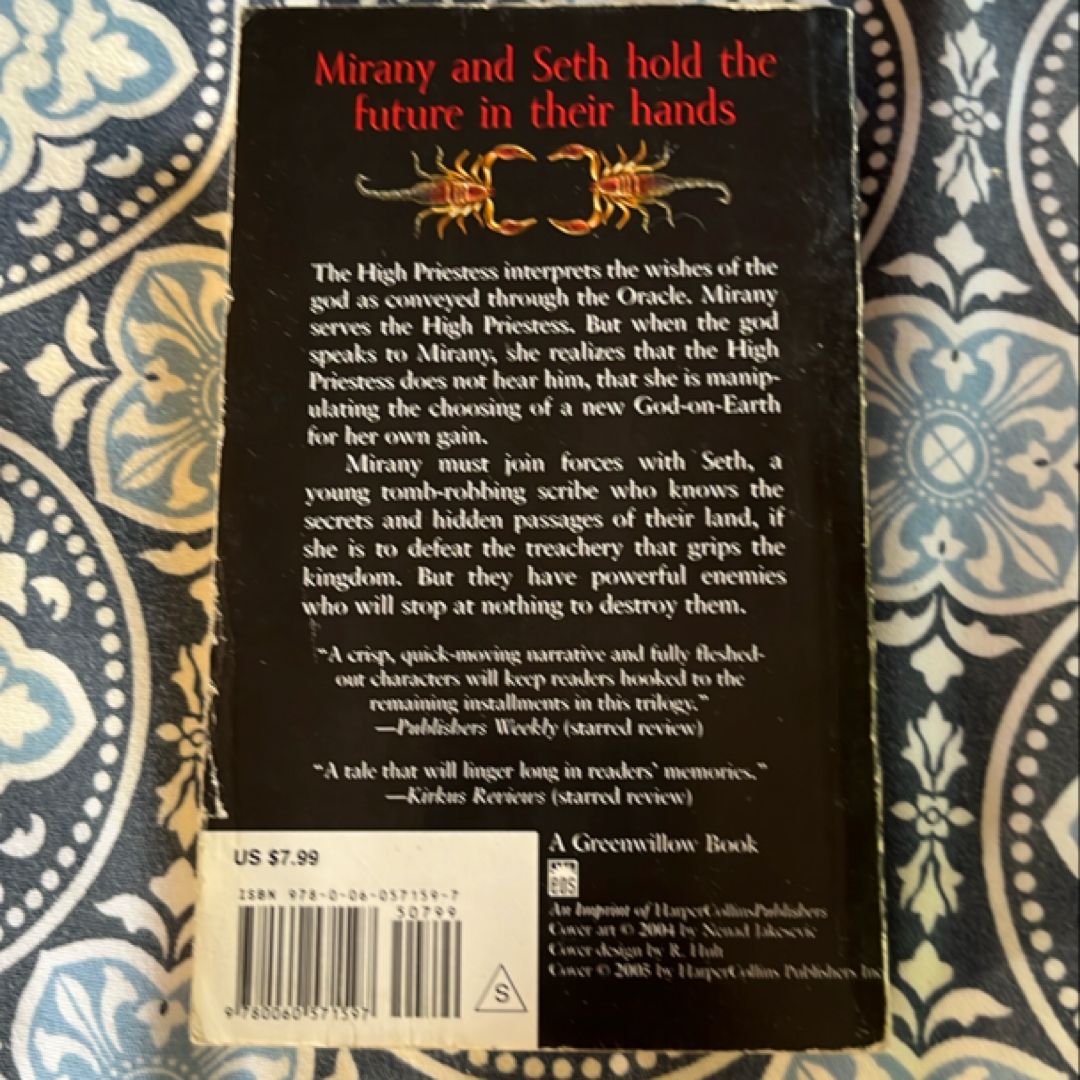 Mirany and Seth hold the
future in their hands
The High Priestess interprets the wishes of the
god as conveyed through the Oracle. Mirany
serves the High Priestess. But when the god
speaks to Mirany, she realizes that the High
Priestess does not hear him, that she is manip-
ulating the choosing of a new God-on-Earth
for her own gain.
Mirany must join forces with Seth, a
young tomb-robbing scribe who knows the
secrets and hidden passages of their land, if
she is to defeat the treachery that grips the
kingdom. But they have powerful enemies
who will stop at nothing to destroy them.
"A crisp, quick-moving narrative and fully fleshed-
out characters will keep readers hooked to the
remaining installments in this trilogy."
—Publishers Weekly (starred review)
"A tale that will linger long in readers' memories."
—Kirkus Reviews (starred review)
A Greenwillow Book
eos
An Imprint of HarperCollinsPublishers
Cover art © 2004 by Nenad Jakesevic
Cover design by R. Hult
Cover © 2005 by HarperCollins Publishers Inc
US $7.99
ISBN 978-0-06-057159-7
50799
9 780060 571597
S